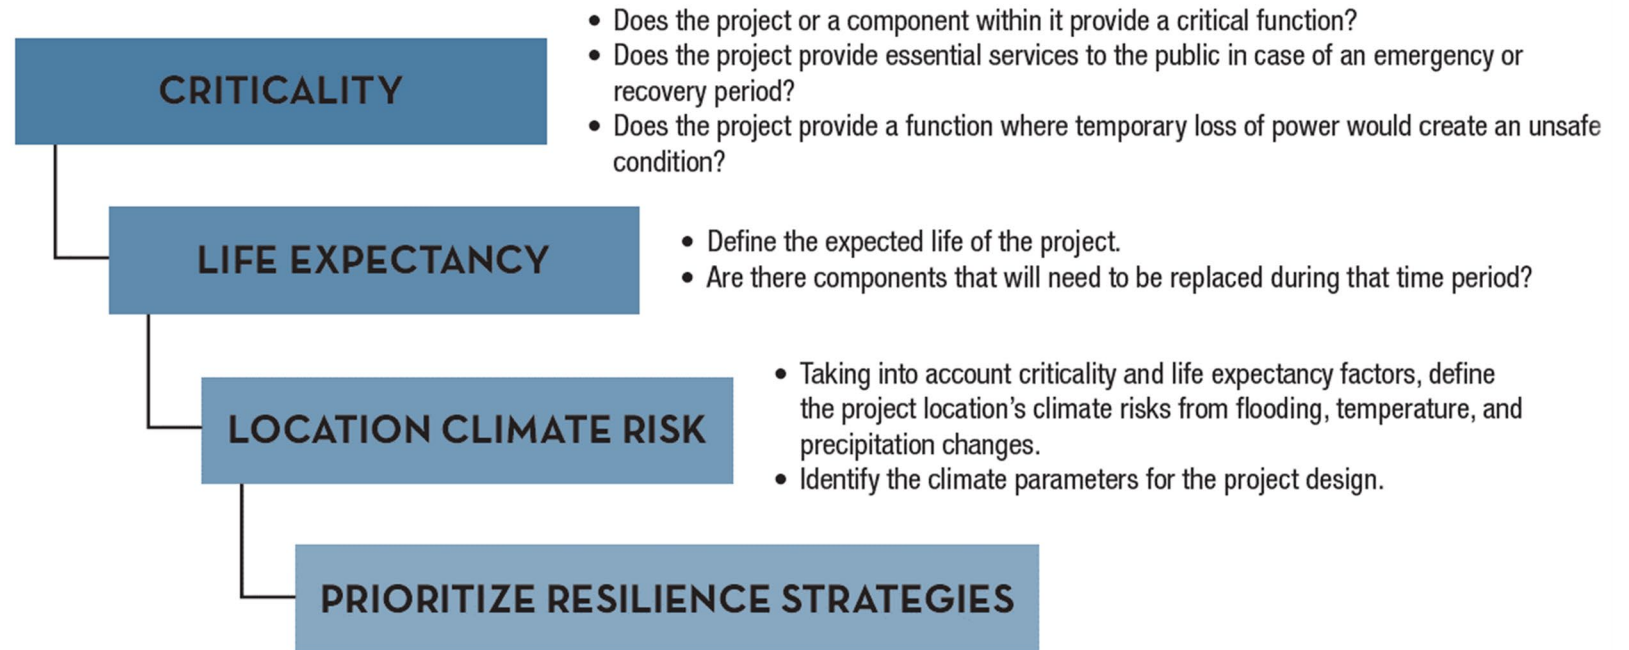 CRITICALITY
• Does the project or a component within it provide a critical function?
• Does the project provide essential services to the public in case of an emergency or
recovery period?
• Does the project provide a function where temporary loss of power would create an unsafe
condition?
LIFE EXPECTANCY
• Define the expected life of the project.
• Are there components that will need to be replaced during that time period?
LOCATION CLIMATE RISK
• Taking into account criticality and life expectancy factors, define
the project location’s climate risks from flooding, temperature, and
precipitation changes.
• Identify the climate parameters for the project design.
PRIORITIZE RESILIENCE STRATEGIES